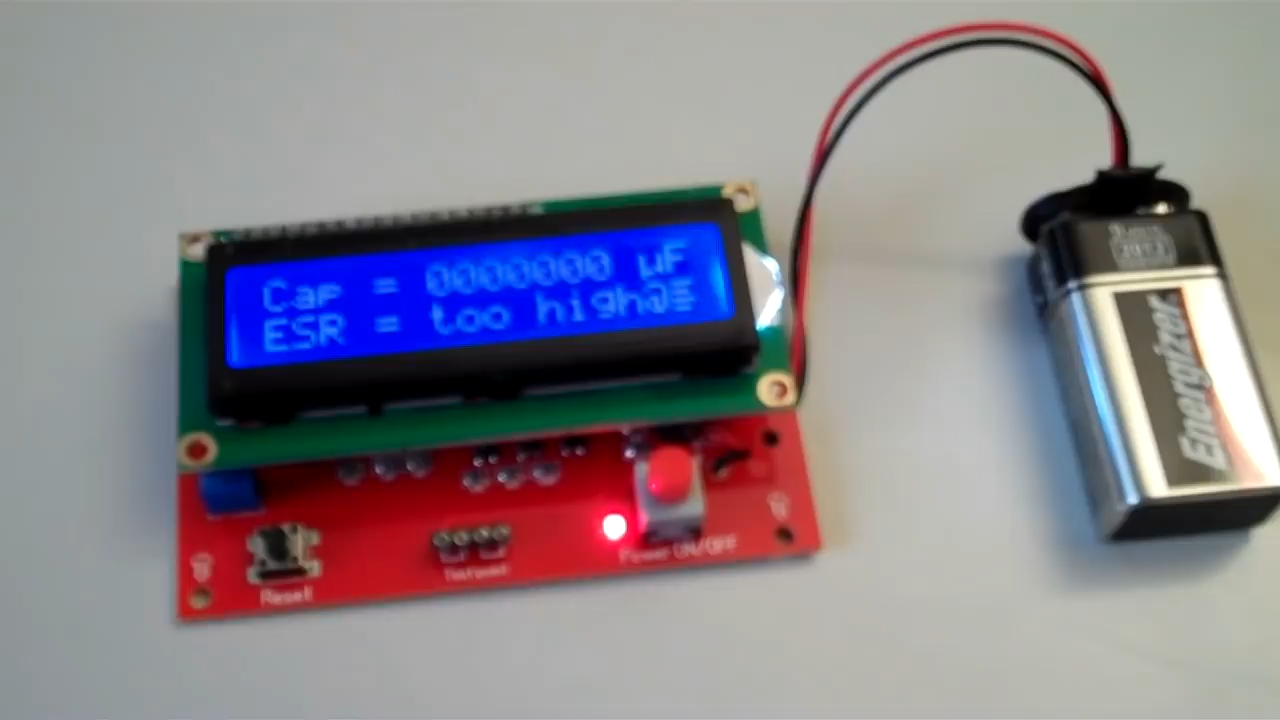 Cap = 0000000 µF
ESR = too high@Ξ
Energizer
Power ON/OFF
Reset